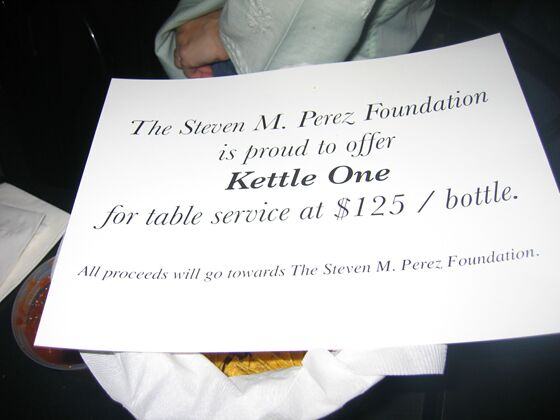 The Steven M. Perez Foundation
is proud to offer
Kettle One
for table service at $125 / bottle.
All proceeds will go towards The Steven M. Perez Foundation.